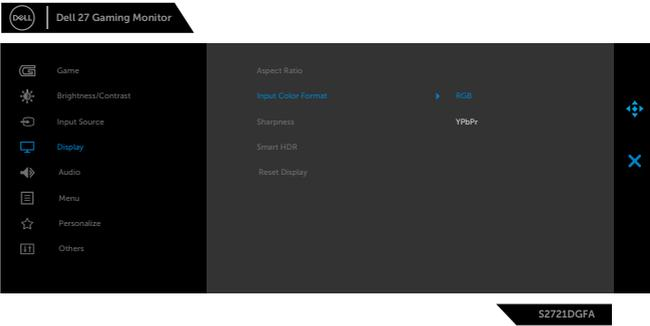 DELL
Dell 27 Gaming Monitor
Game
Brightness/Contrast
Input Source
Display
Audio
Menu
Personalize
Others
Aspect Ratio
Input Color Format
Sharpness
Smart HDR
Reset Display
RGB
YPbPr
S2721DGFA